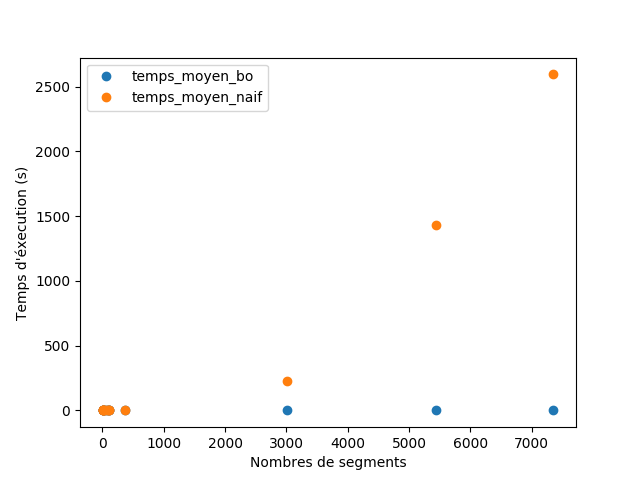 temps_moyen_bo
temps_moyen_naif
2500
2000
1500
1000
500
0
Temps d'éxecution (s)
0 1000 2000 3000 4000 5000 6000 7000
Nombres de segments